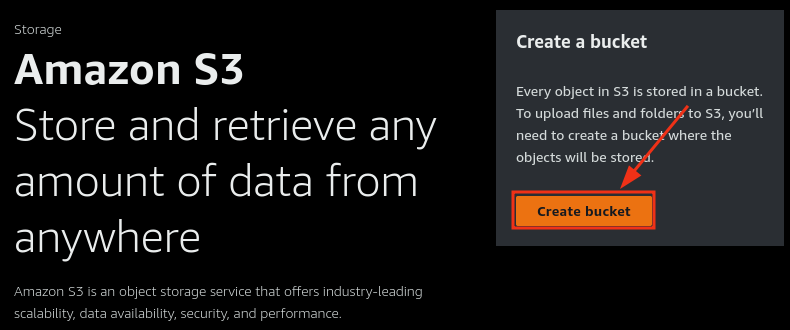 Storage
Amazon S3
Store and retrieve any
amount of data from
anywhere
Amazon S3 is an object storage service that offers industry-leading
scalability, data availability, security, and performance.
Create a bucket
Every object in S3 is stored in a bucket.
To upload files and folders to S3, you’ll
need to create a bucket where the
objects will be stored.
Create bucket